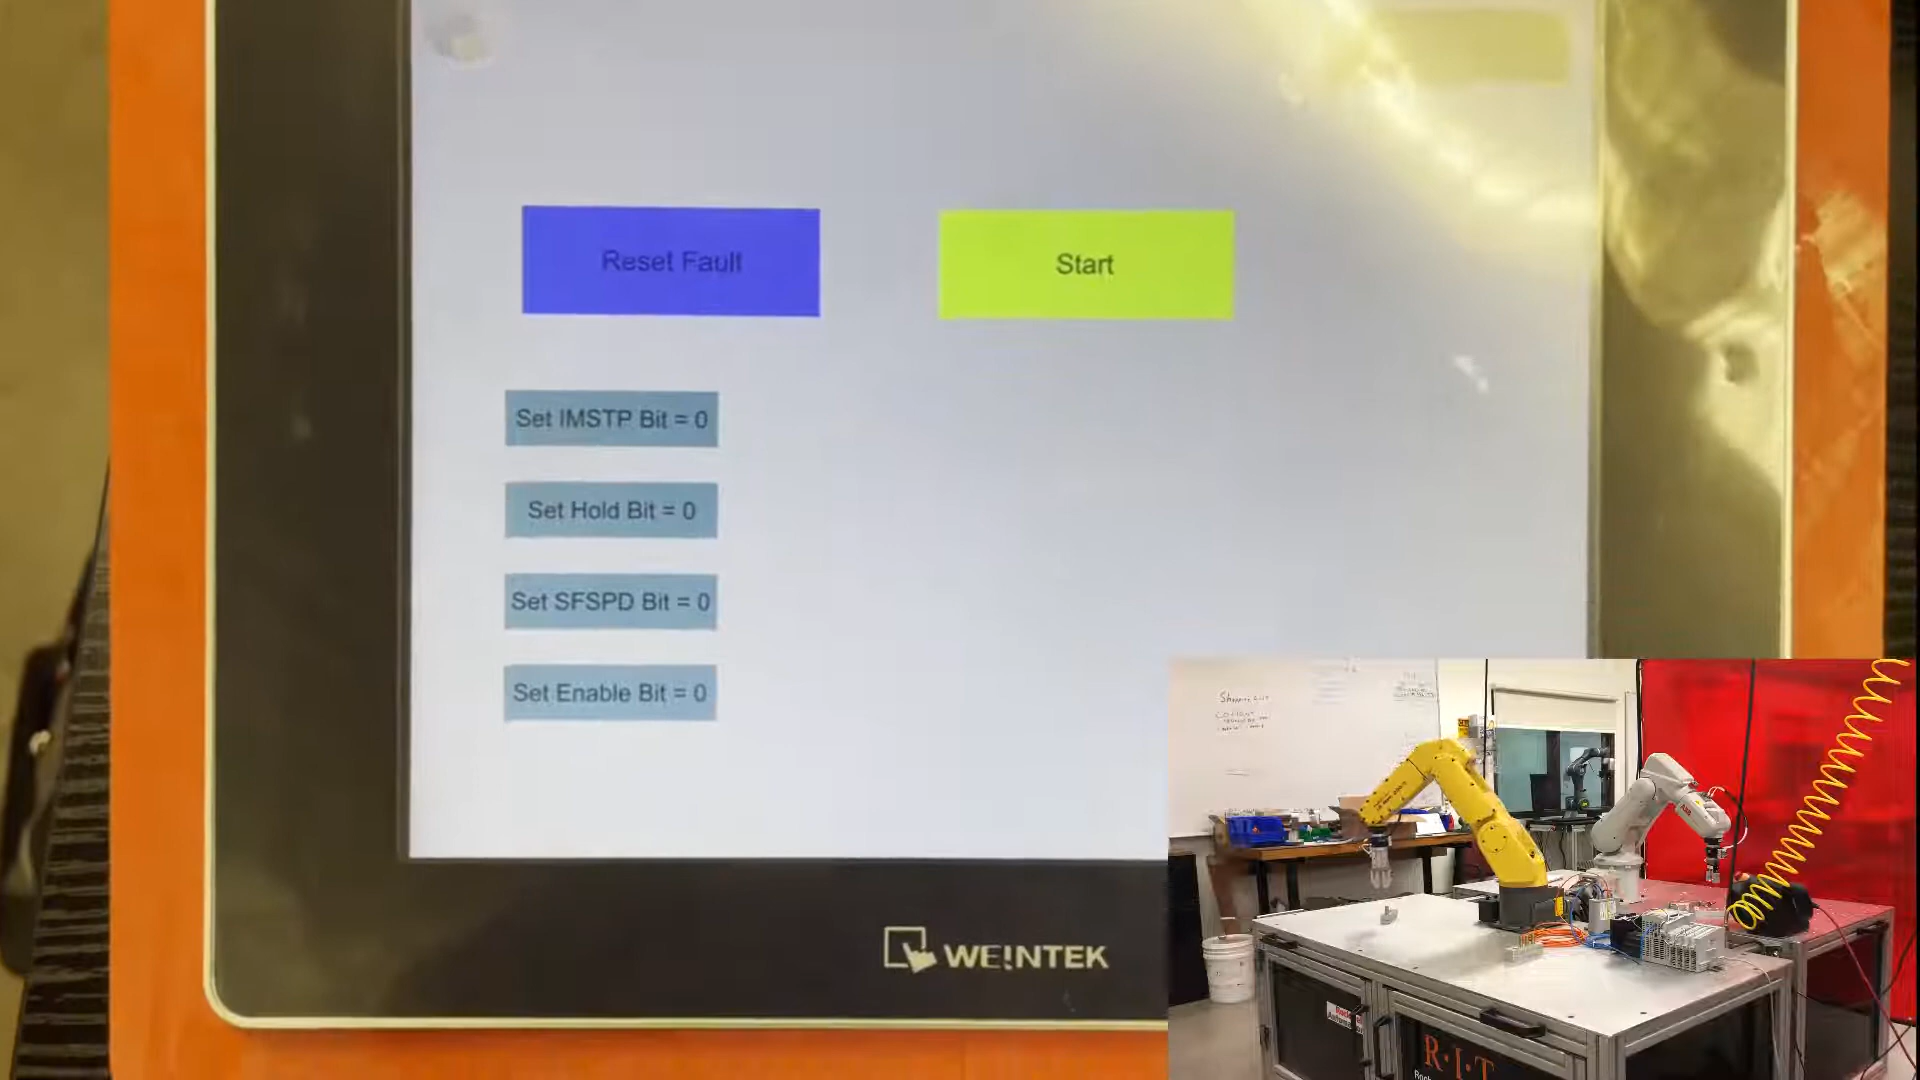 Reset Fault
Start
Set IMSTP Bit = 0
Set Hold Bit = 0
Set SFSPD Bit = 0
Set Enable Bit = 0
WEINTEK
R·I·T